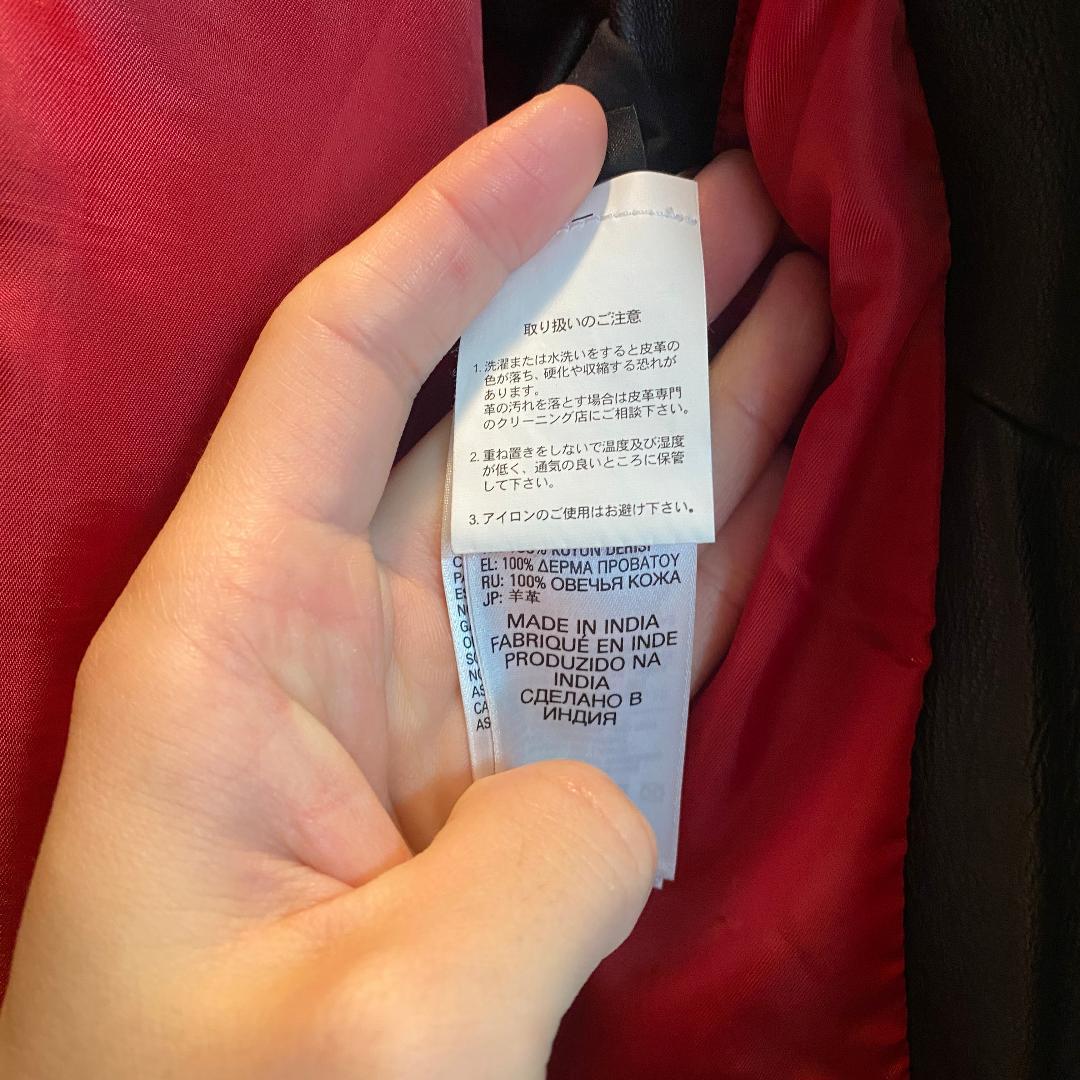 取り扱いのご注意
1. 洗濯または水洗いをすると皮革の
色が落ち、硬化や収縮する恐れが
あります。
革の汚れを落とす場合は皮革専門
のクリーニング店にご相談下さい。
2. 重ね置きをしないで温度及び湿度
が低く、通気の良いところに保管
して下さい。
3. アイロンのご使用はお避け下さい。
KOYUN DERISI
EL: 100% ΔΕΡΜΑ ΠΡΟΒΑΤΟΥ
RU: 100% ОВЕЧЬЯ КОЖА
JP: 羊革
MADE IN INDIA
FABRIQUÉ EN INDE
PRODUZIDO NA
INDIA
СДЕЛАНО В
ИНДИЯ